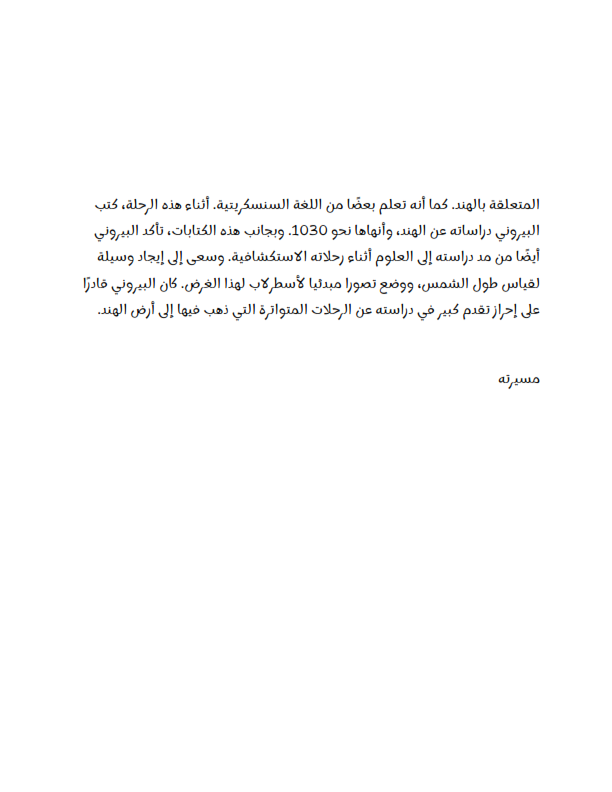 المتعلقة بالهند. كما أنه تعلم بعضًا من اللغة السنسكريتية. أثناء هذه الرحلة، كتب
البيروني دراساته عن الهند، وأنهاها نحو 1030. وبجانب هذه الكتابات، تأكد البيروني
أيضًا من مد دراسته إلى العلوم أثناء رحلاته الاستكشافية. وسعى إلى إيجاد وسيلة
لقياس طول الشمس، ووضع تصورا مبدئيا لأسطرلاب لهذا الغرض. كان البيروني قادرًا
على إحراز تقدم كبير في دراسته عن الرحلات المتواترة التي ذهب فيها إلى أرض الهند.
مسيرته